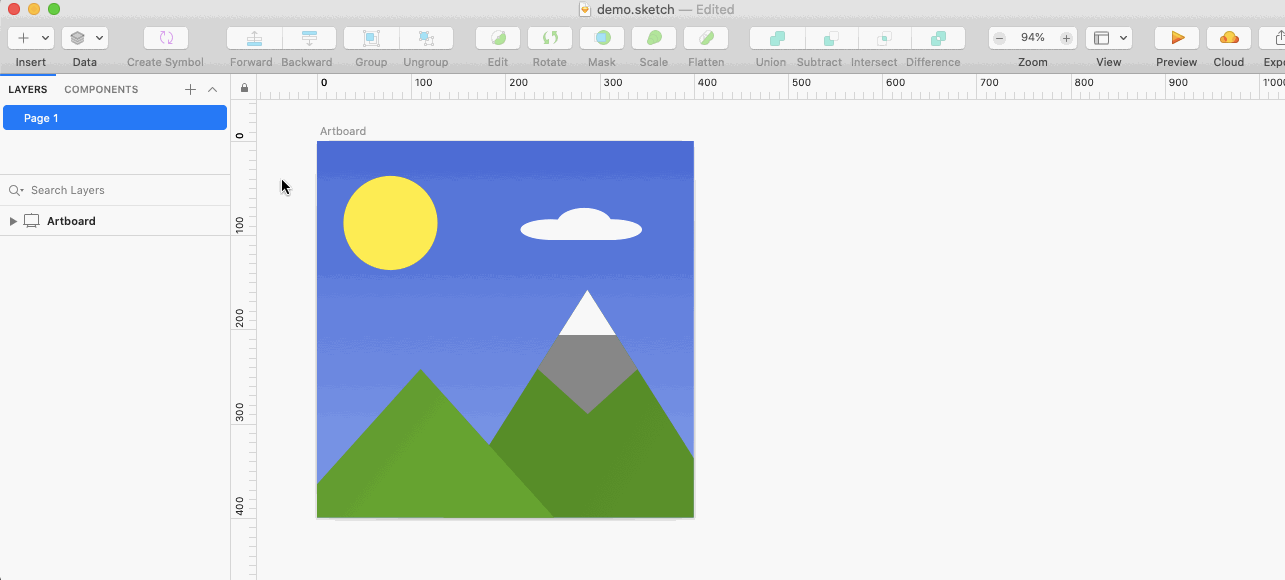 demo.sketch — Edited
94%
Insert Data Create Symbol Forward Backward Group Ungroup Edit Rotate Mask Scale Flatten Union Subtract Intersect Difference Zoom View Preview Cloud Expo
LAYERS COMPONENTS
0 100 200 300 400 500 600 700 800 900 1'000
Page 1
Search Layers
Artboard
Artboard
0
100
200
300
400